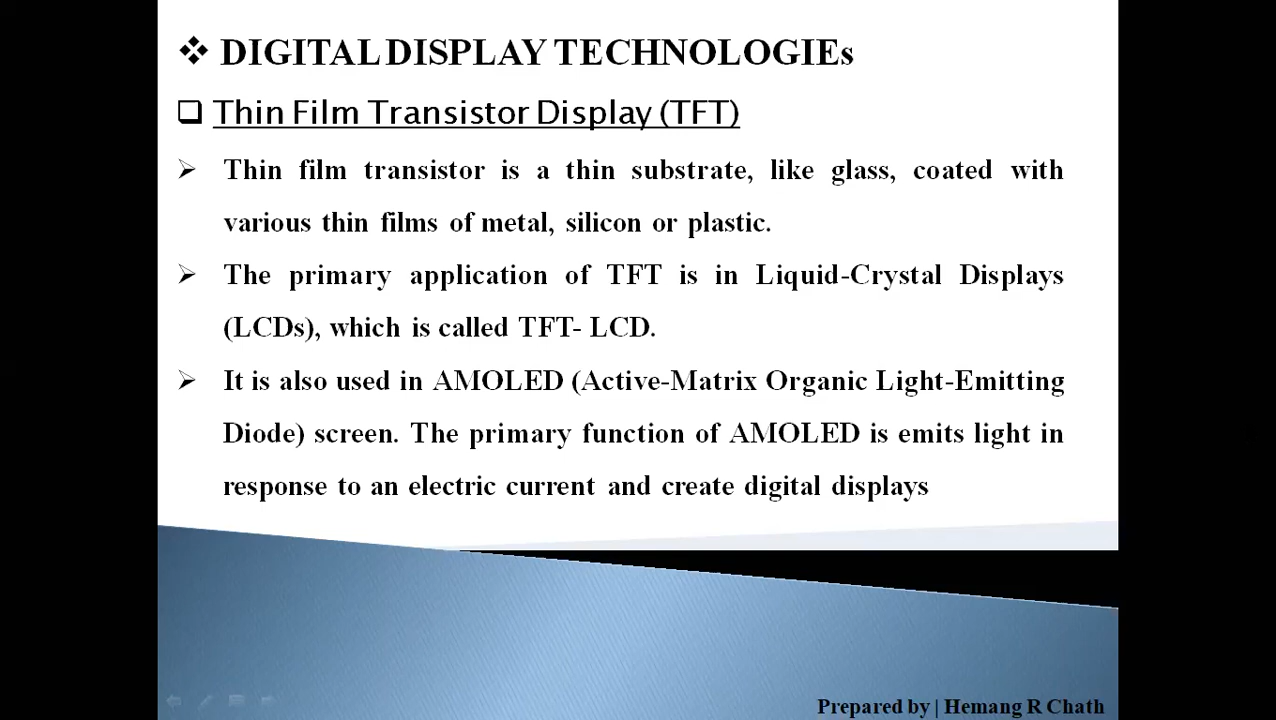 ❖ DIGITAL DISPLAY TECHNOLOGIEs
❑ Thin Film Transistor Display (TFT)
➢ Thin film transistor is a thin substrate, like glass, coated with
various thin films of metal, silicon or plastic.
➢ The primary application of TFT is in Liquid-Crystal Displays
(LCDs), which is called TFT- LCD.
➢ It is also used in AMOLED (Active-Matrix Organic Light-Emitting
Diode) screen. The primary function of AMOLED is emits light in
response to an electric current and create digital displays
Prepared by | Hemang R Chath